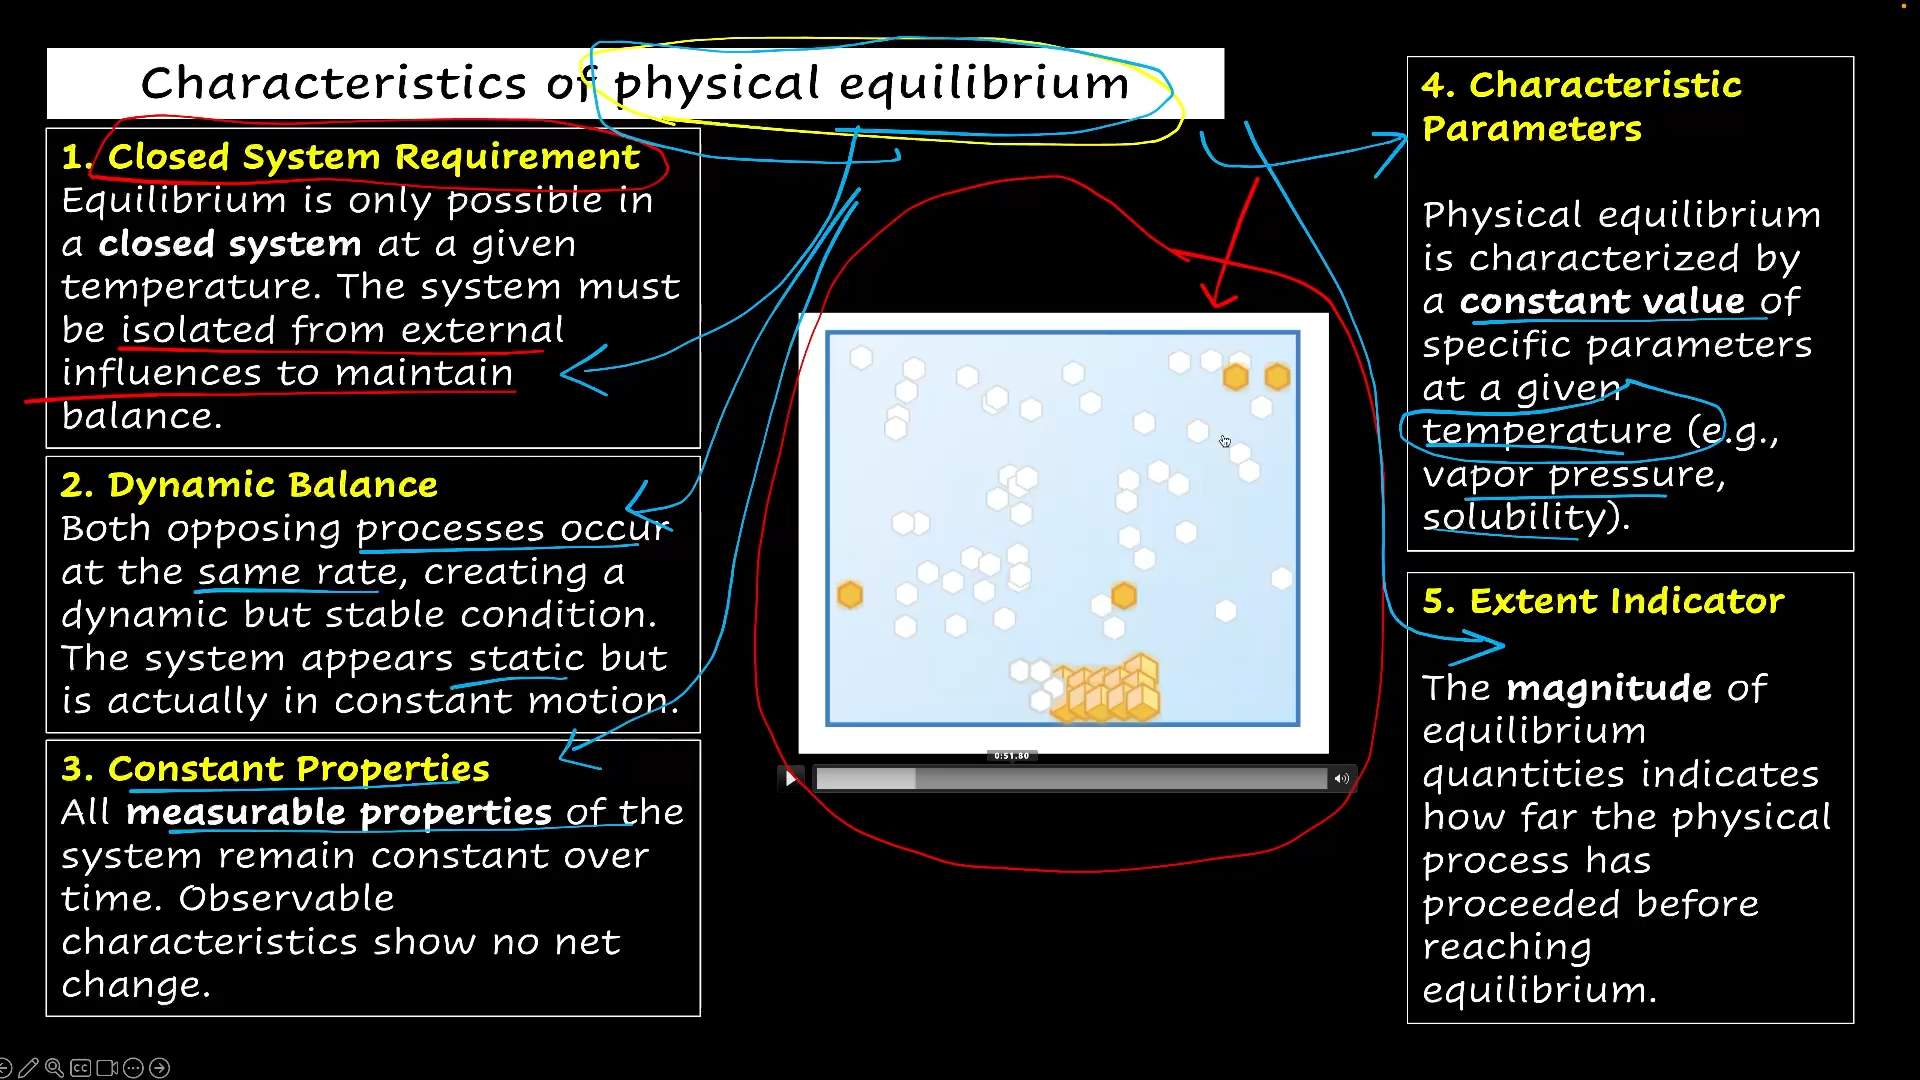 Characteristics of physical equilibrium
1. Closed System Requirement
Equilibrium is only possible in
a closed system at a given
temperature. The system must
be isolated from external
influences to maintain
balance.
2. Dynamic Balance
Both opposing processes occur
at the same rate, creating a
dynamic but stable condition.
The system appears static but
is actually in constant motion.
3. Constant Properties
All measurable properties of the
system remain constant over
time. Observable
characteristics show no net
change.
0:51.80
4. Characteristic
Parameters
Physical equilibrium
is characterized by
a constant value of
specific parameters
at a given
temperature (e.g.,
vapor pressure,
solubility).
5. Extent Indicator
The magnitude of
equilibrium
quantities indicates
how far the physical
process has
proceeded before
reaching
equilibrium.
CC